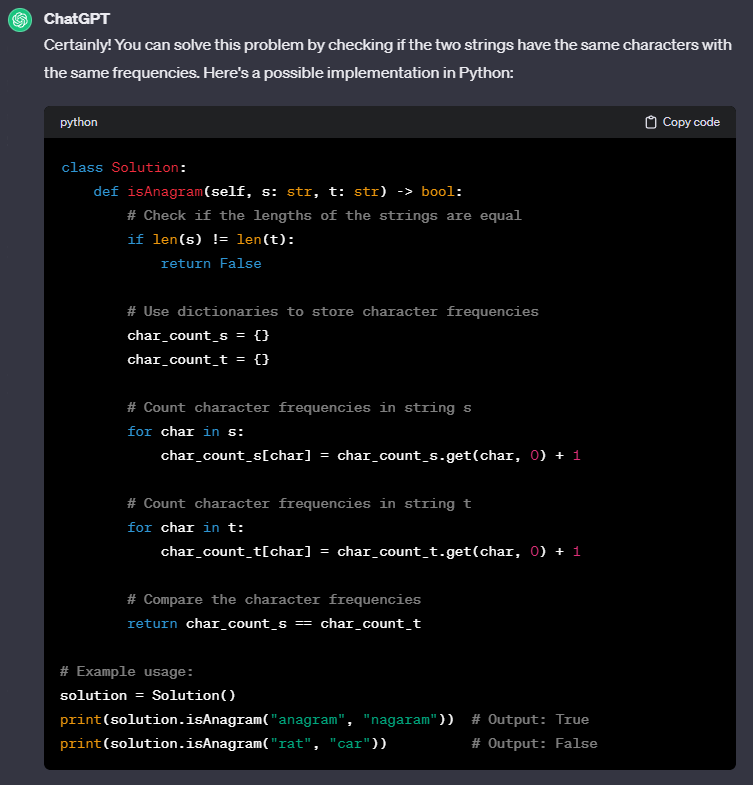 ChatGPT
Certainly! You can solve this problem by checking if the two strings have the same characters with
the same frequencies. Here's a possible implementation in Python:
python
Copy code
class Solution:
    def isAnagram(self, s: str, t: str) -> bool:
        # Check if the lengths of the strings are equal
        if len(s) != len(t):
            return False

        # Use dictionaries to store character frequencies
        char_count_s = {}
        char_count_t = {}

        # Count character frequencies in string s
        for char in s:
            char_count_s[char] = char_count_s.get(char, 0) + 1

        # Count character frequencies in string t
        for char in t:
            char_count_t[char] = char_count_t.get(char, 0) + 1

        # Compare the character frequencies
        return char_count_s == char_count_t

# Example usage:
solution = Solution()
print(solution.isAnagram("anagram", "nagaram"))  # Output: True
print(solution.isAnagram("rat", "car"))          # Output: False